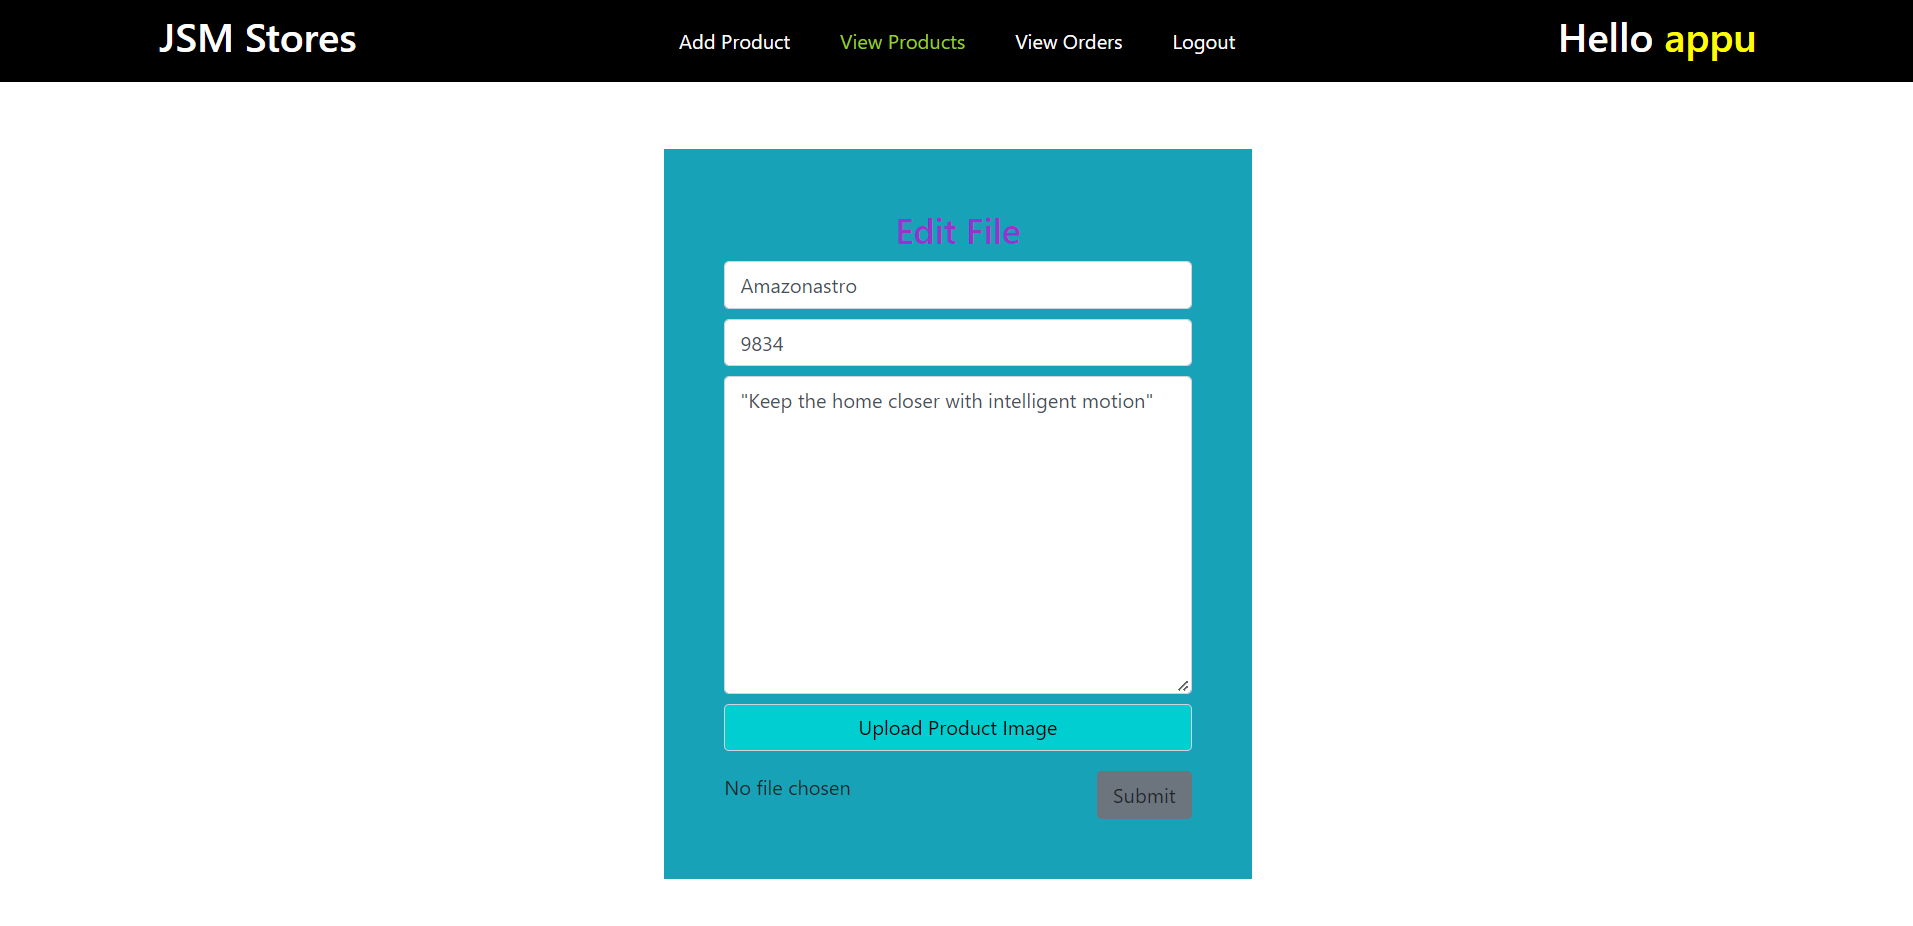 JSM Stores
Add Product
View Products
View Orders
Logout
Hello appu
Edit File
Amazonastro
9834
"Keep the home closer with intelligent motion"
Upload Product Image
No file chosen
Submit